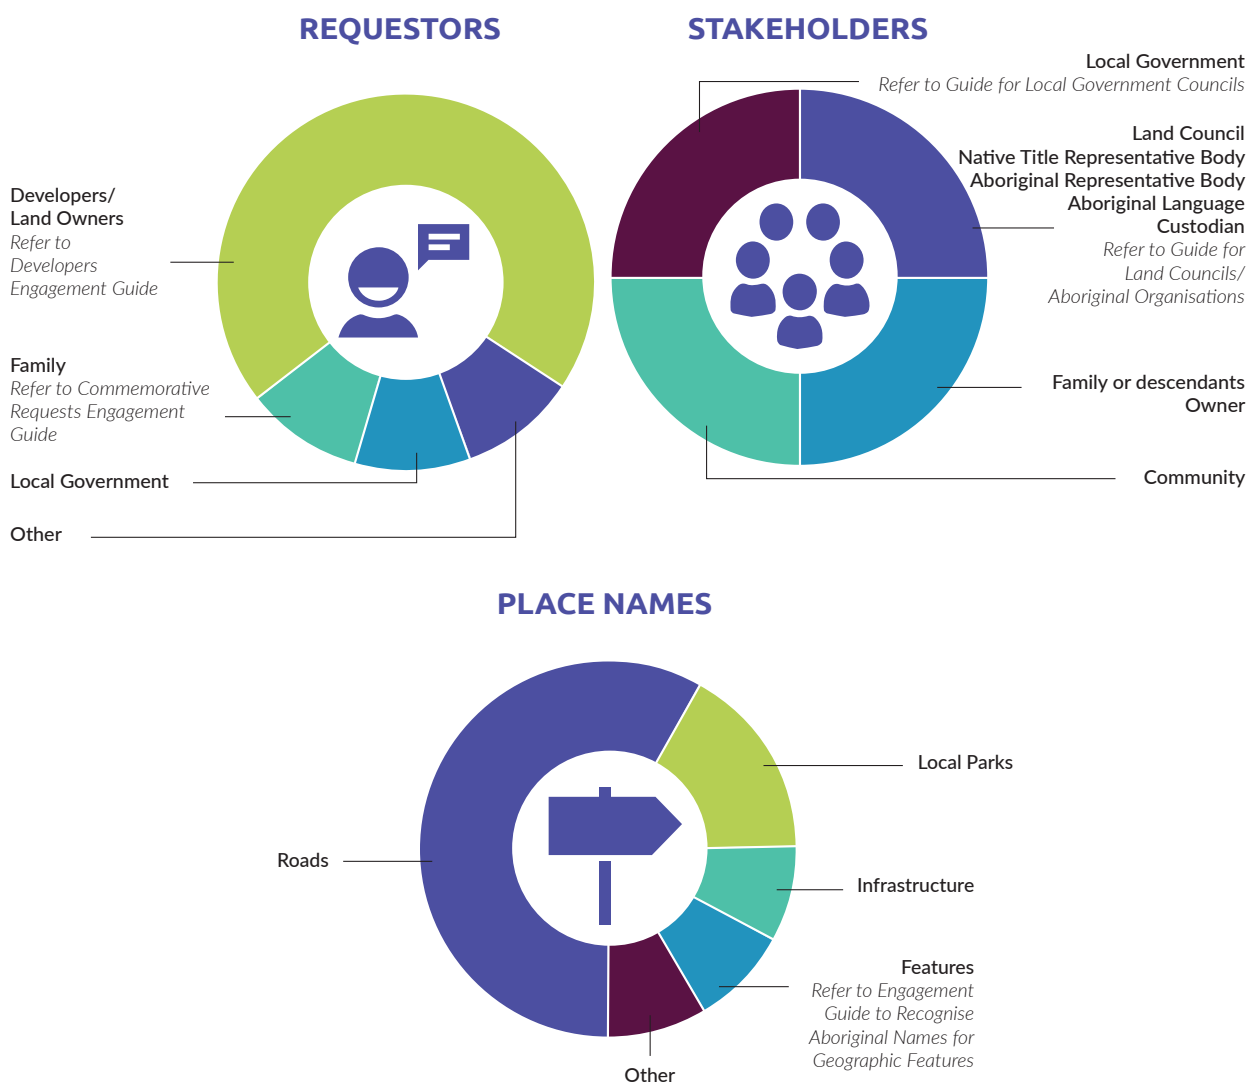 REQUESTORS
Developers/
Land Owners
Refer to
Developers
Engagement Guide
Family
Refer to Commemorative
Requests Engagement
Guide
Local Government
Other
STAKEHOLDERS
Local Government
Refer to Guide for Local Government Councils
Land Council
Native Title Representative Body
Aboriginal Representative Body
Aboriginal Language
Custodian
Refer to Guide for
Land Councils/
Aboriginal Organisations
Family or descendants
Owner
Community
PLACE NAMES
Roads
Local Parks
Infrastructure
Features
Refer to Engagement
Guide to Recognise
Aboriginal Names for
Geographic Features
Other